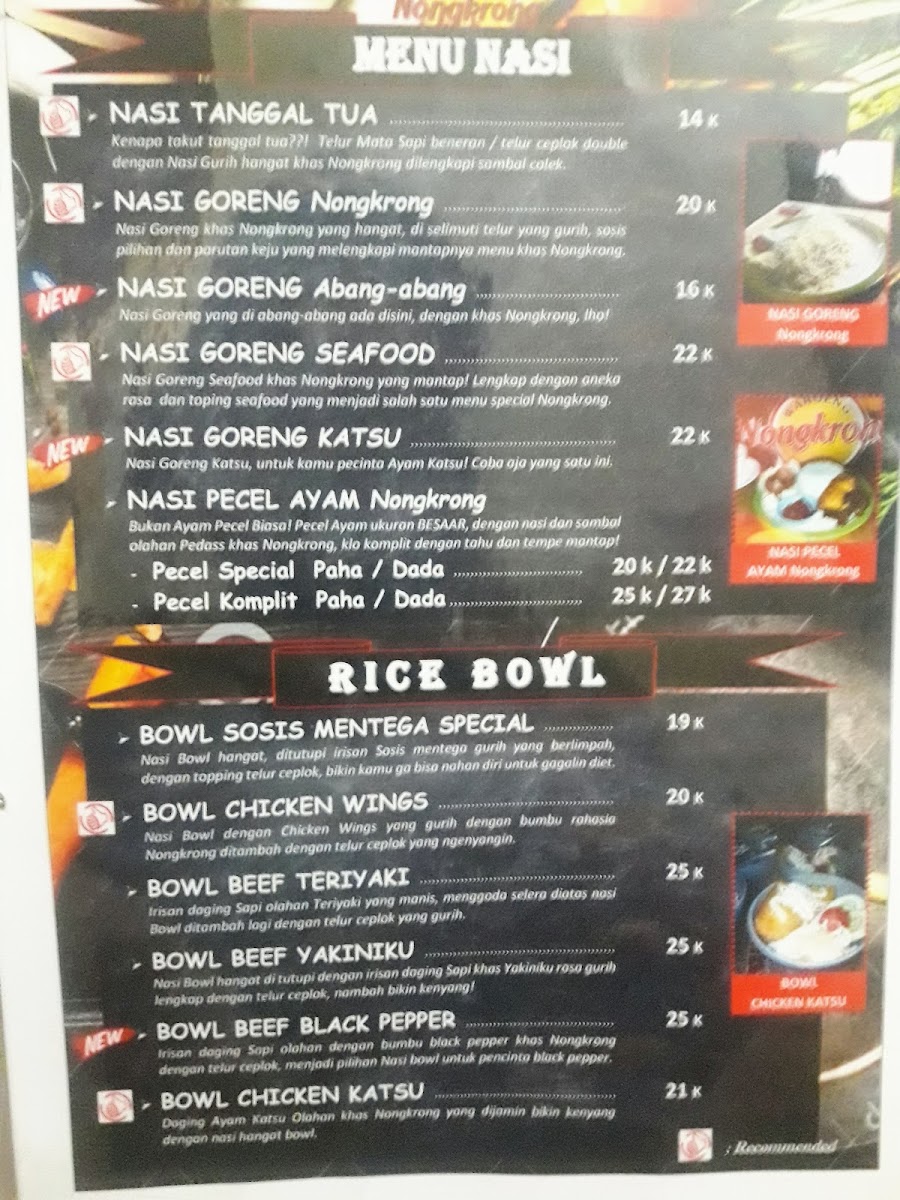 Nongkrong
MENU NASI
NASI TANGGAL TUA 14 K
Kenapa takut tanggal tua??! Telur Mata Sapi beneran / telur ceplok double
dengan Nasi Gurih hangat khas Nongkrong dilengkapi sambal colek.
NASI GORENG Nongkrong 20 K
Nasi Goreng khas Nongkrong yang hangat, di selimuti telur yang gurih, sosis
pilihan dan parutan keju yang melengkapi mantapnya menu khas Nongkrong.
NEW NASI GORENG Abang-abang 16 K
Nasi Goreng yang di abang-abang ada disini, dengan khas Nongkrong, lho!
NASI GORENG SEAFOOD 22 K
Nasi Goreng Seafood khas Nongkrong yang mantap! Lengkap dengan aneka
rasa dan toping seafood yang menjadi salah satu menu special Nongkrong.
NEW NASI GORENG KATSU 22 K
Nasi Goreng Katsu, untuk kamu pecinta Ayam Katsu! Coba aja yang satu ini.
NASI PECEL AYAM Nongkrong
Bukan Ayam Pecel Biasa! Pecel Ayam ukuran BESAAR, dengan nasi dan sambal
olahan Pedass khas Nongkrong, klo komplit dengan tahu dan tempe mantap!
- Pecel Special Paha / Dada 20 k / 22 k
- Pecel Komplit Paha / Dada 25 k / 27 k
NASI GORENG
Nongkrong
WAROENG
Nongkron
NASI PECEL
AYAM Nongkrong
RICE BOWL
BOWL SOSIS MENTEGA SPECIAL 19 K
Nasi Bowl hangat, ditutupi irisan Sosis mentega gurih yang berlimpah,
dengan topping telur ceplok, bikin kamu ga bisa nahan diri untuk gagalin diet.
BOWL CHICKEN WINGS 20 K
Nasi Bowl dengan Chicken Wings yang gurih dengan bumbu rahasia
Nongkrong ditambah dengan telur ceplok yang ngenyangin.
BOWL BEEF TERIYAKI 25 K
Irisan daging Sapi olahan Teriyaki yang manis, menggoda selera diatas nasi
Bowl ditambah lagi dengan telur ceplok yang gurih.
BOWL BEEF YAKINIKU 25 K
Nasi Bowl hangat di tutupi dengan irisan daging Sapi khas Yakiniku rasa gurih
lengkap dengan telur ceplok, nambah bikin kenyang!
NEW BOWL BEEF BLACK PEPPER 25 K
Irisan daging Sapi olahan dengan bumbu black pepper khas Nongkrong
dengan telur ceplok, menjadi pilihan Nasi bowl untuk pencinta black pepper.
BOWL CHICKEN KATSU 21 K
Daging Ayam Katsu Olahan khas Nongkrong yang dijamin bikin kenyang
dengan nasi hangat bowl.
BOWL
CHICKEN KATSU
: Recommended